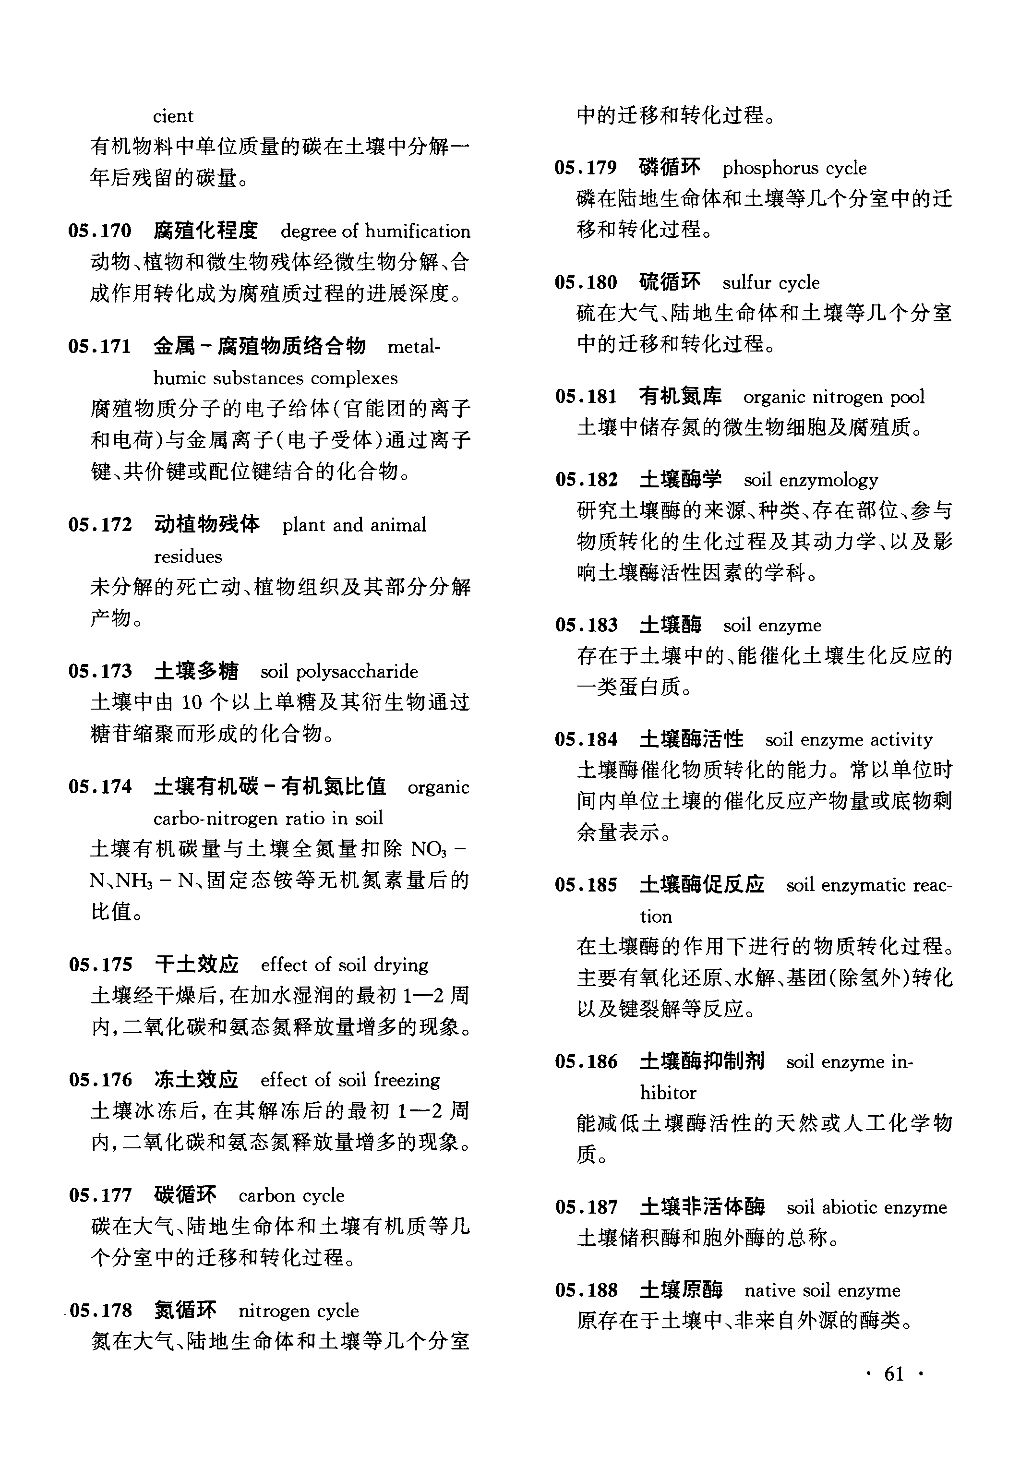 cient
有机物料中单位质量的碳在土壤中分解一
年后残留的碳量。
05.170 腐殖化程度 degree of humification
动物、植物和微生物残体经微生物分解、合
成作用转化成为腐殖质过程的进展深度。
05.171 金属-腐殖物质络合物 metal-
humic substances complexes
腐殖物质分子的电子给体(官能团的离子
和电荷)与金属离子(电子受体)通过离子
键、共价键或配位键结合的化合物。
05.172 动植物残体 plant and animal
residues
未分解的死亡动、植物组织及其部分分解
产物。
05.173 土壤多糖 soil polysaccharide
土壤中由 10 个以上单糖及其衍生物通过
糖苷缩聚而形成的化合物。
05.174 土壤有机碳-有机氮比值 organic
carbo-nitrogen ratio in soil
土壤有机碳量与土壤全氮量扣除 NO₃-
N、NH₃-N、固定态铵等无机氮素量后的
比值。
05.175 干土效应 effect of soil drying
土壤经干燥后,在加水湿润的最初 1—2 周
内,二氧化碳和氨态氮释放量增多的现象。
05.176 冻土效应 effect of soil freezing
土壤冰冻后,在其解冻后的最初 1—2 周
内,二氧化碳和氨态氮释放量增多的现象。
05.177 碳循环 carbon cycle
碳在大气、陆地生命体和土壤有机质等几
个分室中的迁移和转化过程。
05.178 氮循环 nitrogen cycle
氮在大气、陆地生命体和土壤等几个分室
中的迁移和转化过程。
05.179 磷循环 phosphorus cycle
磷在陆地生命体和土壤等几个分室中的迁
移和转化过程。
05.180 硫循环 sulfur cycle
硫在大气、陆地生命体和土壤等几个分室
中的迁移和转化过程。
05.181 有机氮库 organic nitrogen pool
土壤中储存氮的微生物细胞及腐殖质。
05.182 土壤酶学 soil enzymology
研究土壤酶的来源、种类、存在部位、参与
物质转化的生化过程及其动力学、以及影
响土壤酶活性因素的学科。
05.183 土壤酶 soil enzyme
存在于土壤中的、能催化土壤生化反应的
一类蛋白质。
05.184 土壤酶活性 soil enzyme activity
土壤酶催化物质转化的能力。常以单位时
间内单位土壤的催化反应产物量或底物剩
余量表示。
05.185 土壤酶促反应 soil enzymatic reac-
tion
在土壤酶的作用下进行的物质转化过程。
主要有氧化还原、水解、基团(除氢外)转化
以及键裂解等反应。
05.186 土壤酶抑制剂 soil enzyme in-
hibitor
能减低土壤酶活性的天然或人工化学物
质。
05.187 土壤非活体酶 soil abiotic enzyme
土壤储积酶和胞外酶的总称。
05.188 土壤原酶 native soil enzyme
原存在于土壤中、非来自外源的酶类。
· 61 ·